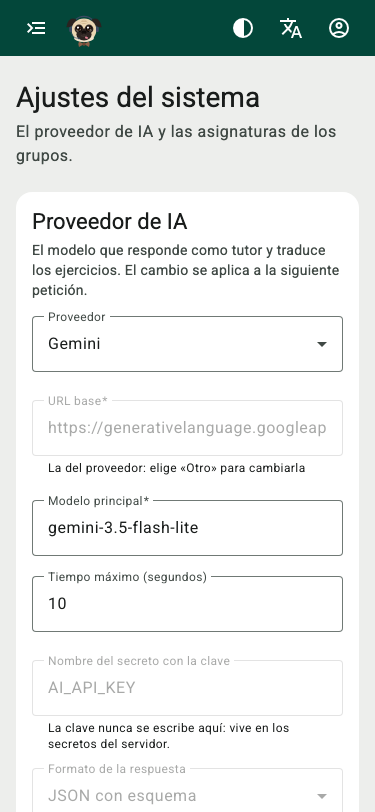 Ajustes del sistema
El proveedor de IA y las asignaturas de los
grupos.
Proveedor de IA
El modelo que responde como tutor y traduce
los ejercicios. El cambio se aplica a la siguiente
petición.
Proveedor
Gemini
URL base*
https://generativelanguage.googleap
La del proveedor: elige «Otro» para cambiarla
Modelo principal*
gemini-3.5-flash-lite
Tiempo máximo (segundos)
10
Nombre del secreto con la clave
AI_API_KEY
La clave nunca se escribe aquí: vive en los
secretos del servidor.
Formato de la respuesta
JSON con esquema